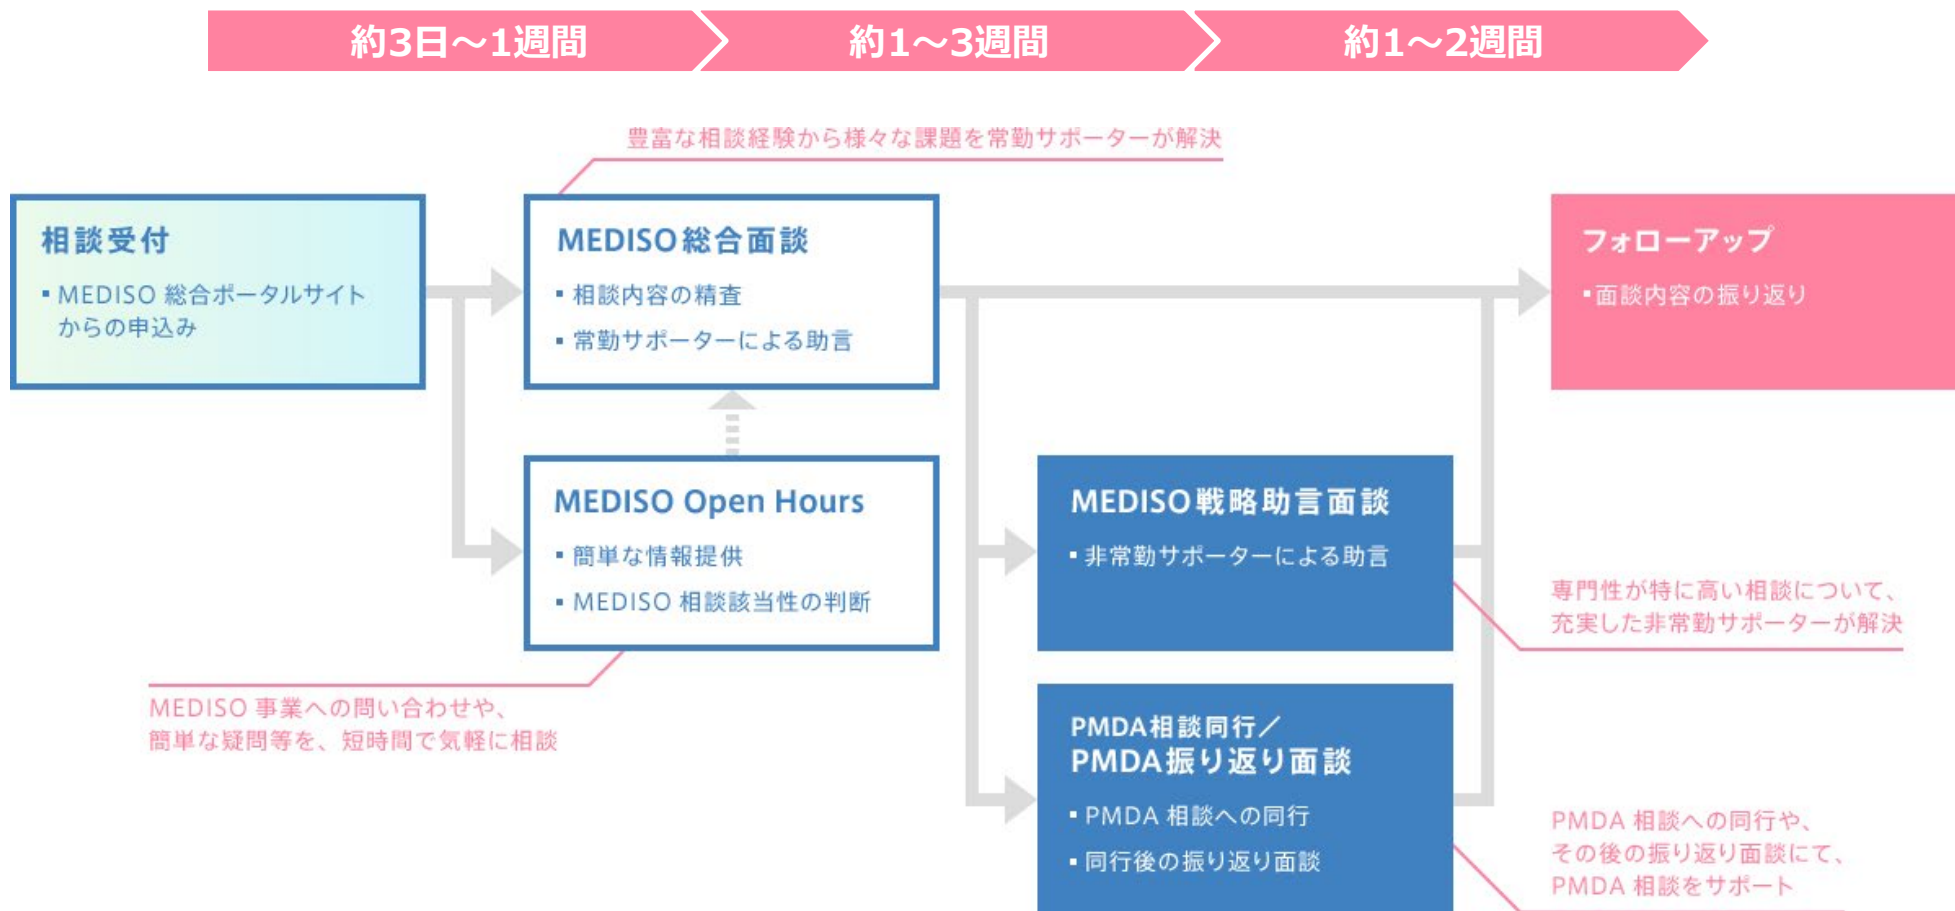 約3日～1週間
約1～3週間
約1～2週間
豊富な相談経験から様々な課題を常勤サポーターが解決
相談受付
▪ MEDISO 総合ポータルサイト
からの申込み
MEDISO総合面談
▪ 相談内容の精査
▪ 常勤サポーターによる助言
フォローアップ
▪ 面談内容の振り返り
MEDISO Open Hours
▪ 簡単な情報提供
▪ MEDISO 相談該当性の判断
MEDISO戦略助言面談
▪ 非常勤サポーターによる助言
専門性が特に高い相談について、
充実した非常勤サポーターが解決
MEDISO 事業への問い合わせや、
簡単な疑問等を、短時間で気軽に相談
PMDA相談同行／
PMDA振り返り面談
▪ PMDA 相談への同行
▪ 同行後の振り返り面談
PMDA 相談への同行や、
その後の振り返り面談にて、
PMDA 相談をサポート